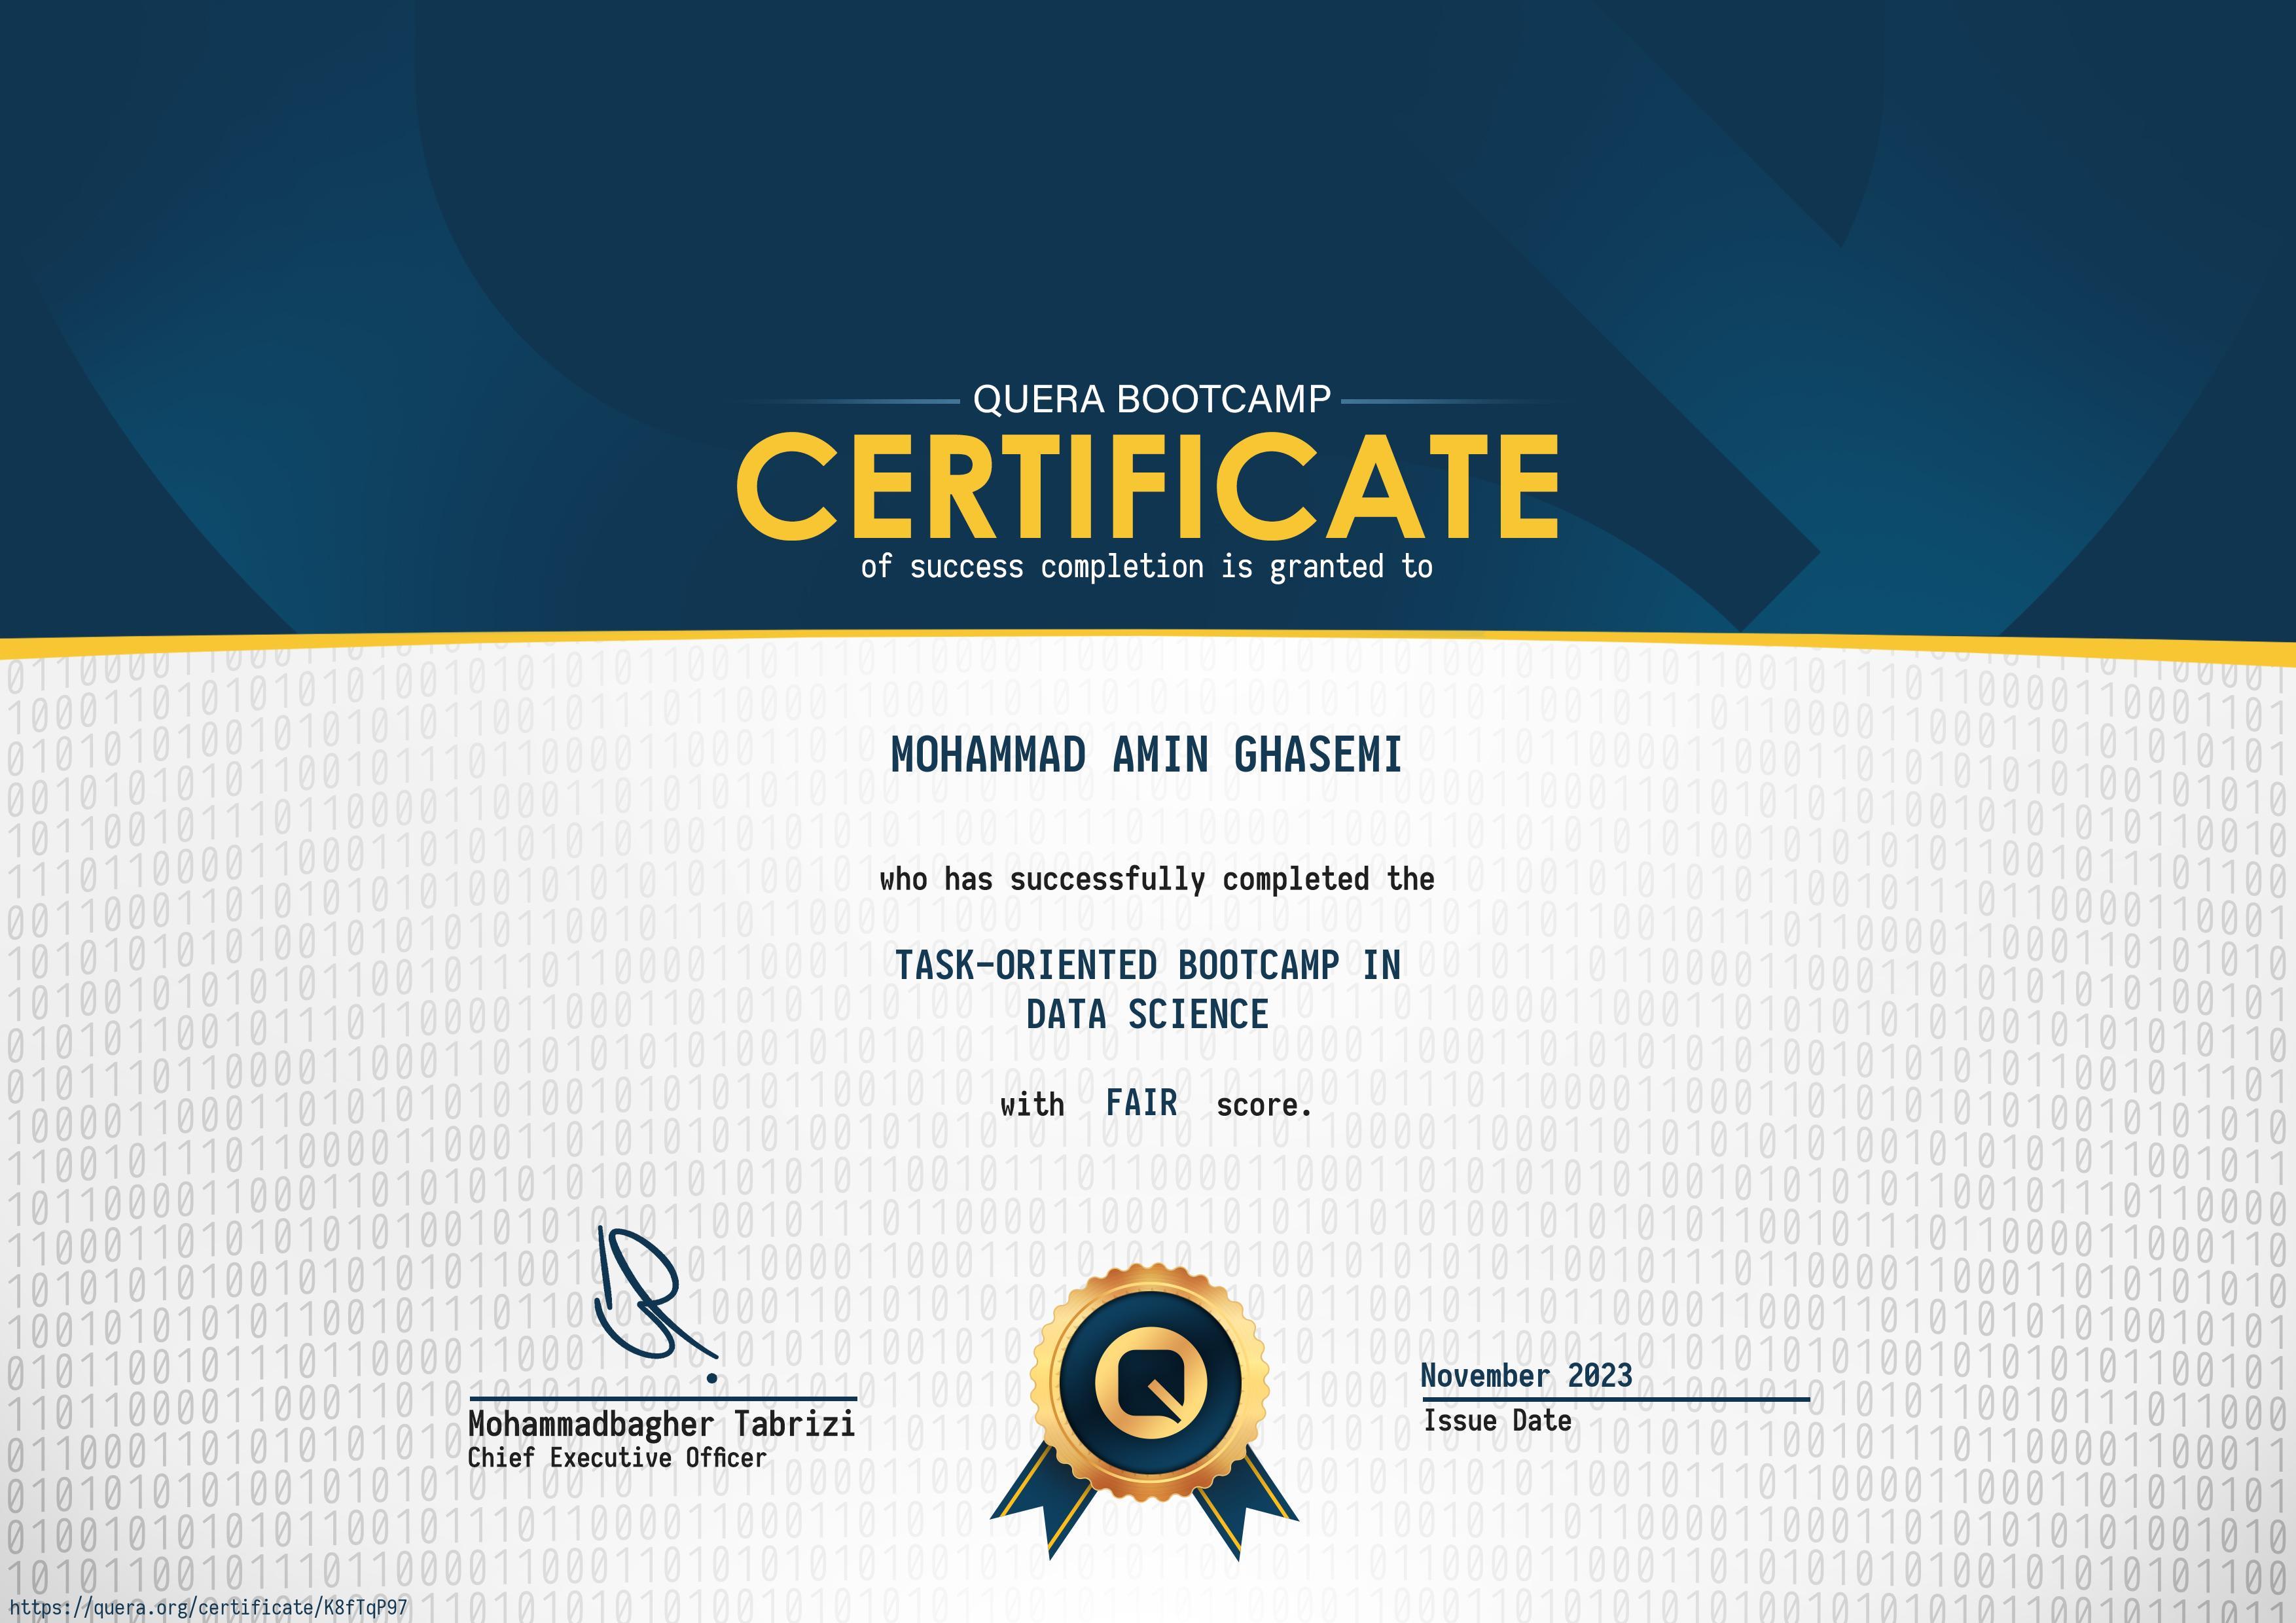 QUERA BOOTCAMP
CERTIFICATE
of success completion is granted to
MOHAMMAD AMIN GHASEMI
who has successfully completed the
TASK-ORIENTED BOOTCAMP IN
DATA SCIENCE
with FAIR score.
Mohammadbagher Tabrizi
Chief Executive Officer
November 2023
Issue Date
https://quera.org/certificate/K8fTqP97